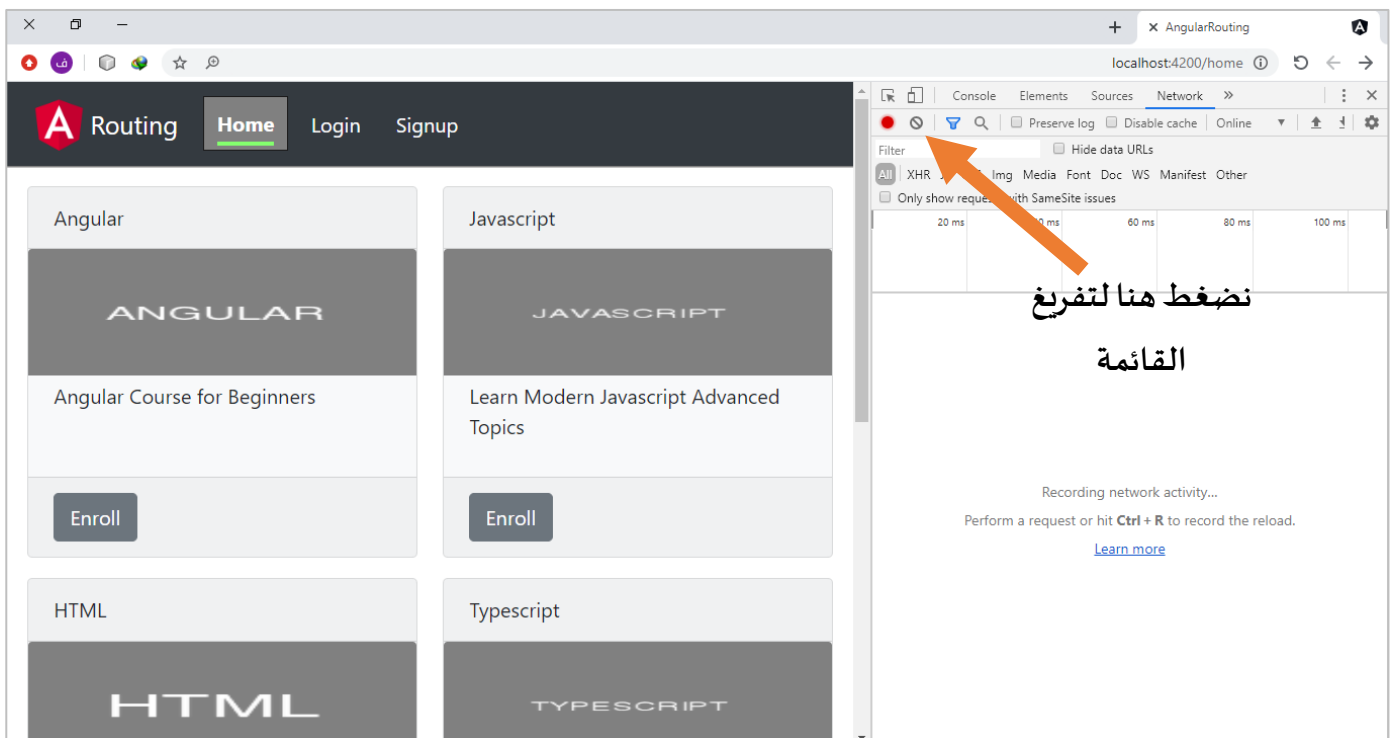 AngularRouting
localhost:4200/home
ف
Routing Home Login Signup
Angular
ANGULAR
Angular Course for Beginners
Enroll
Javascript
JAVASCRIPT
Learn Modern Javascript Advanced
Topics
Enroll
HTML
HTML
Typescript
TYPESCRIPT
Console Elements Sources Network
Preserve log Disable cache Online
Filter Hide data URLs
All XHR Img Media Font Doc WS Manifest Other
Only show with SameSite issues
20 ms 60 ms 80 ms 100 ms
نضغط هنا لتفريغ
القائمة
Recording network activity...
Perform a request or hit Ctrl + R to record the reload.
Learn more